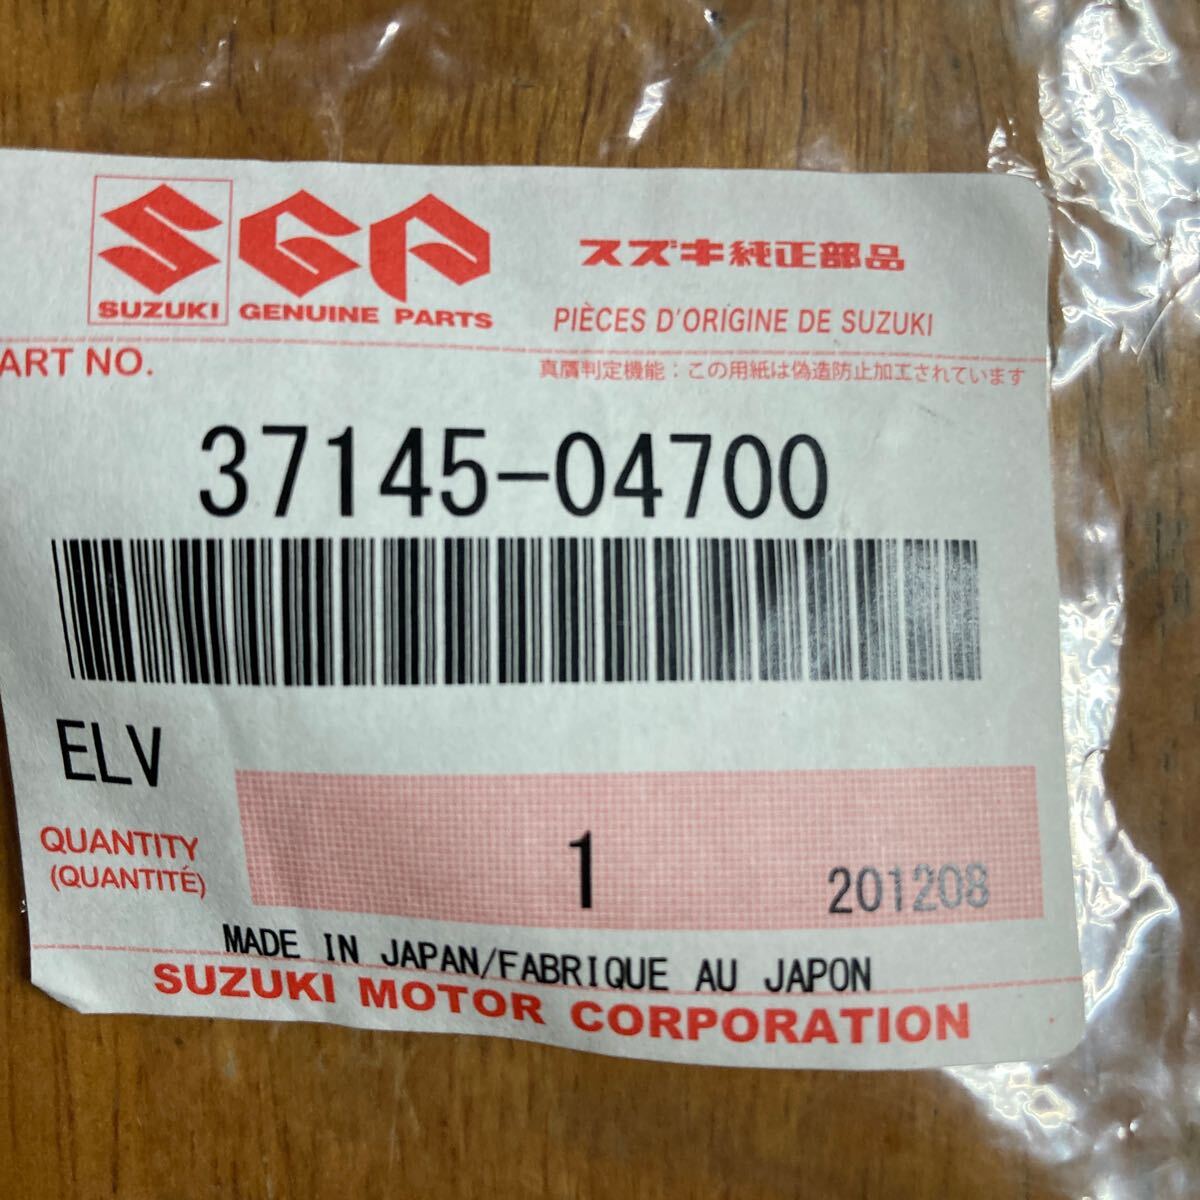 SUZUKI GENUINE PARTS
スズキ純正部品
PIÈCES D'ORIGINE DE SUZUKI
ART NO.
真贋判定機能：この用紙は偽造防止加工されています
37145-04700
ELV
QUANTITY
(QUANTITÉ)
1
201208
MADE IN JAPAN/FABRIQUE AU JAPON
SUZUKI MOTOR CORPORATION